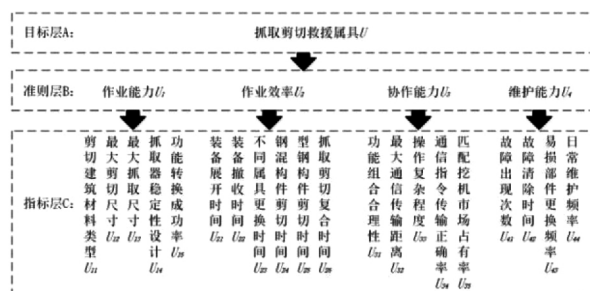 目标层A: 抓取剪切救援属具U
准则层B: 作业能力U₁ 作业效率U₂ 协作能力U₃ 维护能力U₄
指标层C:
剪切建筑材料类型U₁₁
最大剪切尺寸U₁₂
最大抓取尺寸U₁₃
抓取器稳定性设计U₁₄
功能转换成功率U₁₅
装备展开时间U₂₁
装备撤收时间U₂₂
不同属具更换时间U₂₃
钢混构件剪切时间U₂₄
型钢构件剪切时间U₂₅
抓取剪切复合时间U₂₆
功能组合合理性U₃₁
最大通信传输距离U₃₂
操作复杂程度U₃₃
通信指令传输正确率U₃₄
匹配挖机市场占有率U₃₅
故障出现次数U₄₁
故障清除时间U₄₂
易损部件更换频率U₄₃
日常维护频率U₄₄